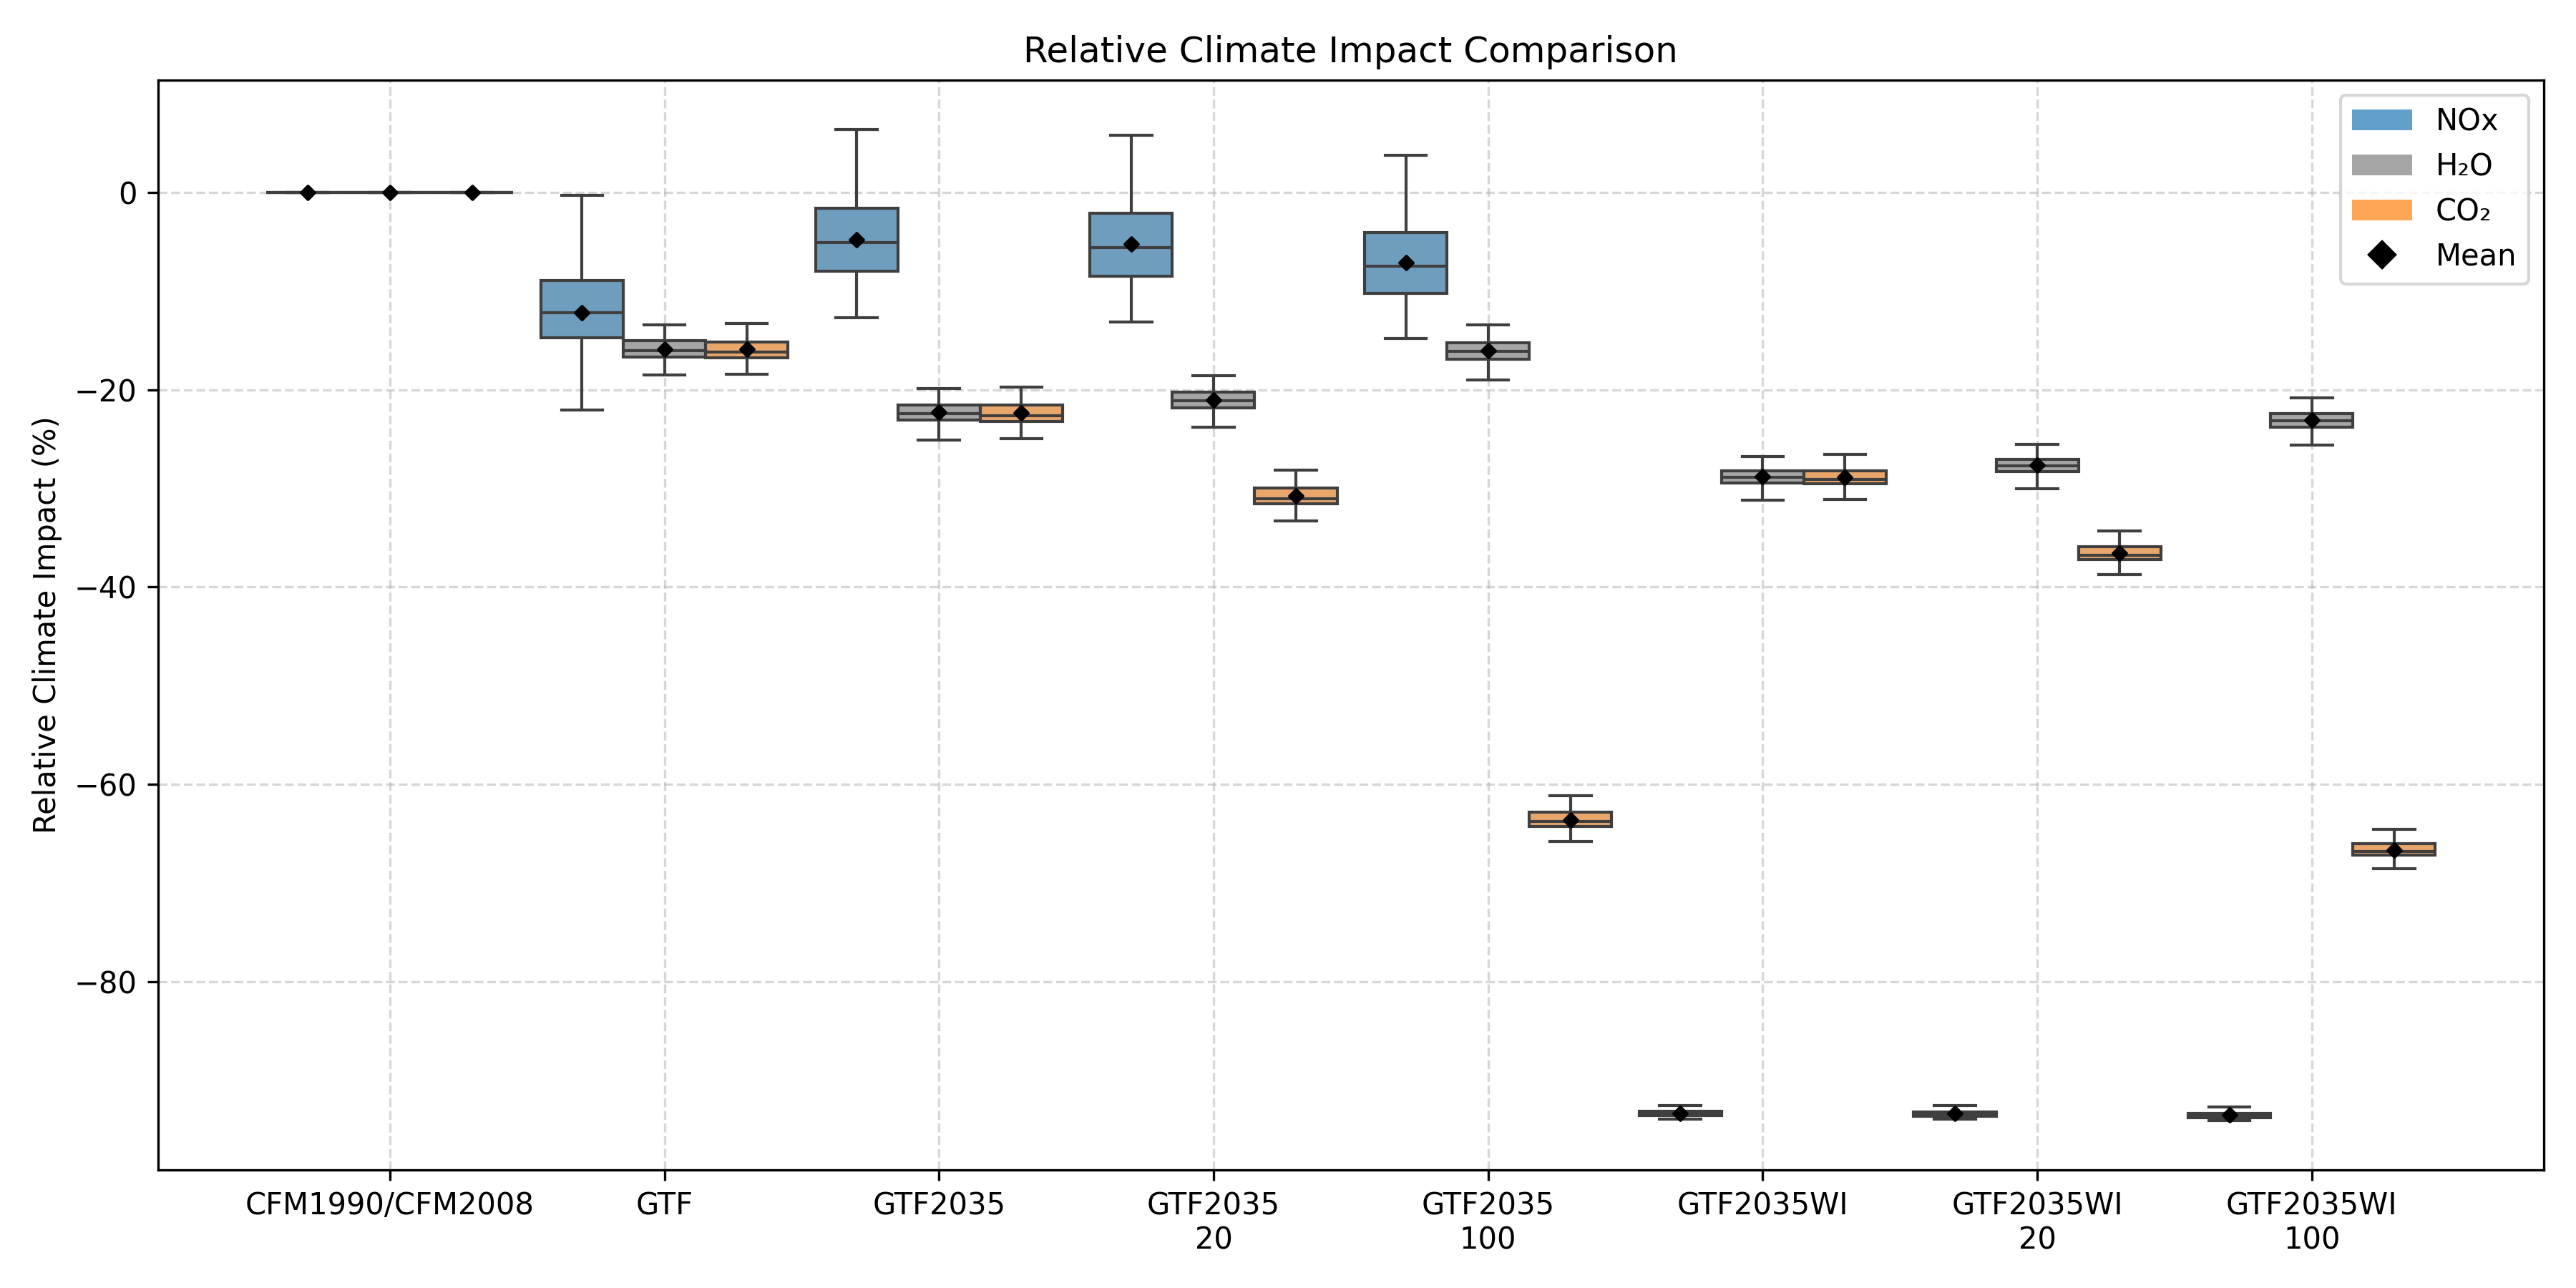 Relative Climate Impact Comparison
Relative Climate Impact (%)
0
−20
−40
−60
−80
NOx
H₂O
CO₂
Mean
CFM1990/CFM2008
GTF
GTF2035
GTF2035
20
GTF2035
100
GTF2035WI
GTF2035WI
20
GTF2035WI
100